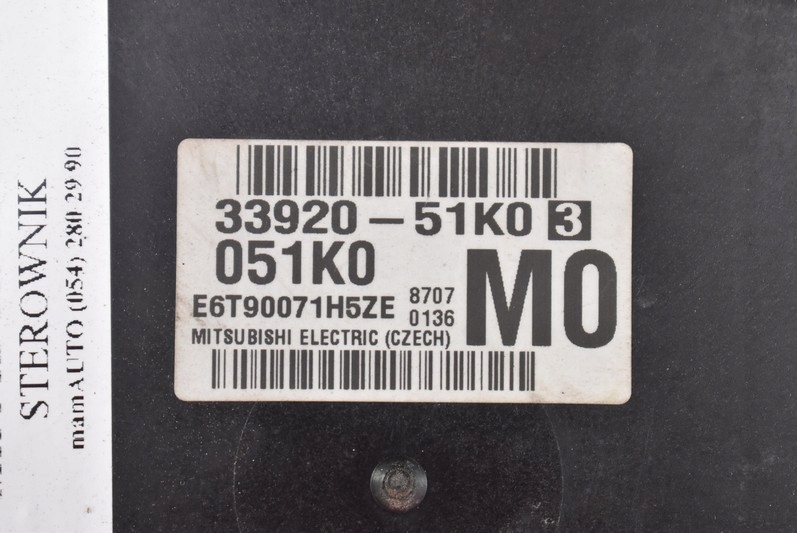 33920-51K0 3
051K0
E6T90071H5ZE 8707
0136
M0
MITSUBISHI ELECTRIC (CZECH)
STEROWNIK
mamAUTO (054) 280 29 90